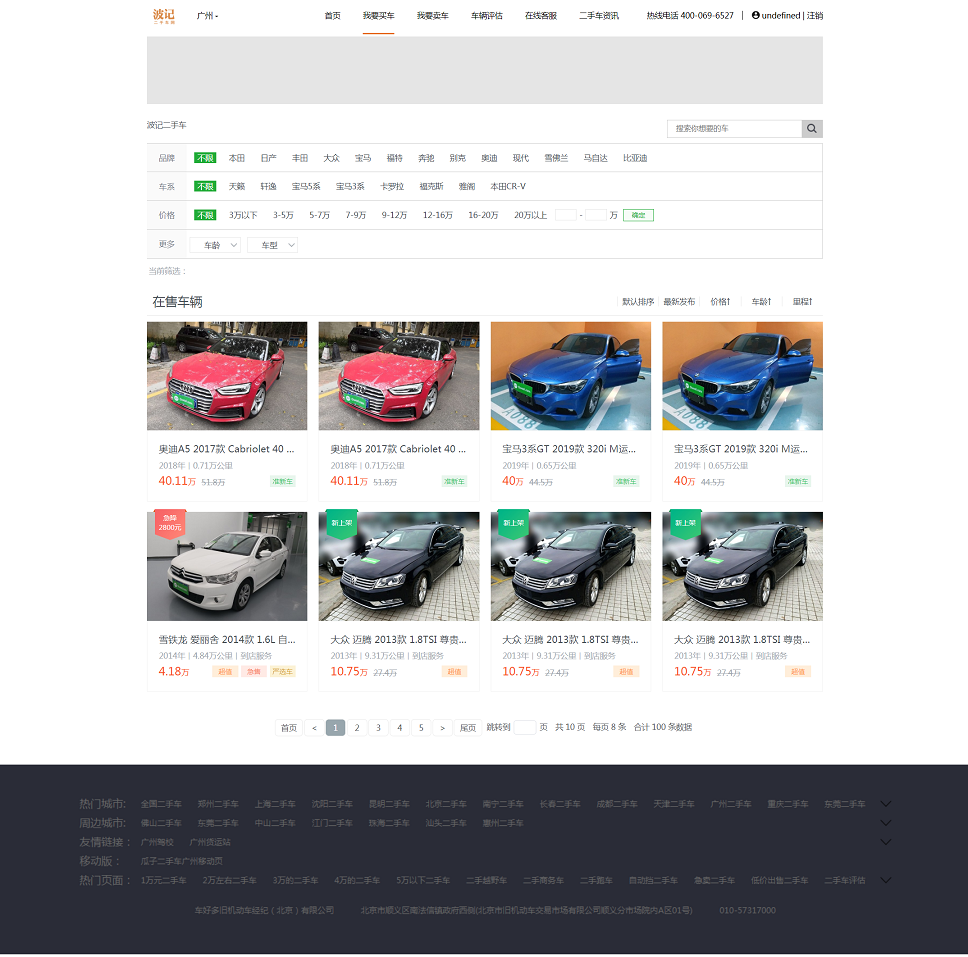 波记
二手车网
广州
首页 我要买车 我要卖车 车辆评估 在线客服 二手车资讯 热线电话 400-069-6527 | undefined | 注销
波记二手车
搜索你想要的车
品牌 不限 本田 日产 丰田 大众 宝马 福特 奔驰 别克 奥迪 现代 雪佛兰 马自达 比亚迪
车系 不限 天籁 轩逸 宝马5系 宝马3系 卡罗拉 福克斯 雅阁 本田CR-V
价格 不限 3万以下 3-5万 5-7万 7-9万 9-12万 12-16万 16-20万 20万以上 - 万 确定
更多 车龄 车型
当前筛选：
在售车辆 默认排序 最新发布 价格↑ 车龄↑ 里程↑
奥迪A5 2017款 Cabriolet 40 ... 奥迪A5 2017款 Cabriolet 40 ... 宝马3系GT 2019款 320i M运... 宝马3系GT 2019款 320i M运...
2018年 | 0.71万公里 2018年 | 0.71万公里 2019年 | 0.65万公里 2019年 | 0.65万公里
40.11万 51.8万 准新车 40.11万 51.8万 准新车 40万 44.5万 准新车 40万 44.5万 准新车
急降 2800元 新上架 新上架 新上架
雪铁龙 爱丽舍 2014款 1.6L 自... 大众 迈腾 2013款 1.8TSI 尊贵... 大众 迈腾 2013款 1.8TSI 尊贵... 大众 迈腾 2013款 1.8TSI 尊贵...
2014年 | 4.84万公里 | 到店服务 2013年 | 9.31万公里 | 到店服务 2013年 | 9.31万公里 | 到店服务 2013年 | 9.31万公里 | 到店服务
4.18万 超值 急售 严选车 10.75万 27.4万 超值 10.75万 27.4万 超值 10.75万 27.4万 超值
首页 < 1 2 3 4 5 > 尾页 跳转到 页 共 10 页 每页 8 条 合计 100 条数据
热门城市: 全国二手车 郑州二手车 上海二手车 沈阳二手车 昆明二手车 北京二手车 南宁二手车 长春二手车 成都二手车 天津二手车 广州二手车 重庆二手车 东莞二手车
周边城市: 佛山二手车 东莞二手车 中山二手车 江门二手车 珠海二手车 汕头二手车 惠州二手车
友情链接： 广州驾校 广州货运站
移动版： 瓜子二手车广州移动页
热门页面： 1万元二手车 2万左右二手车 3万的二手车 4万的二手车 5万以下二手车 二手越野车 二手商务车 二手跑车 自动挡二手车 急卖二手车 低价出售二手车 二手车评估
车好多旧机动车经纪（北京）有限公司 北京市顺义区南法信镇政府西侧(北京市旧机动车交易市场有限公司顺义分市场院内A区01号) 010-57317000